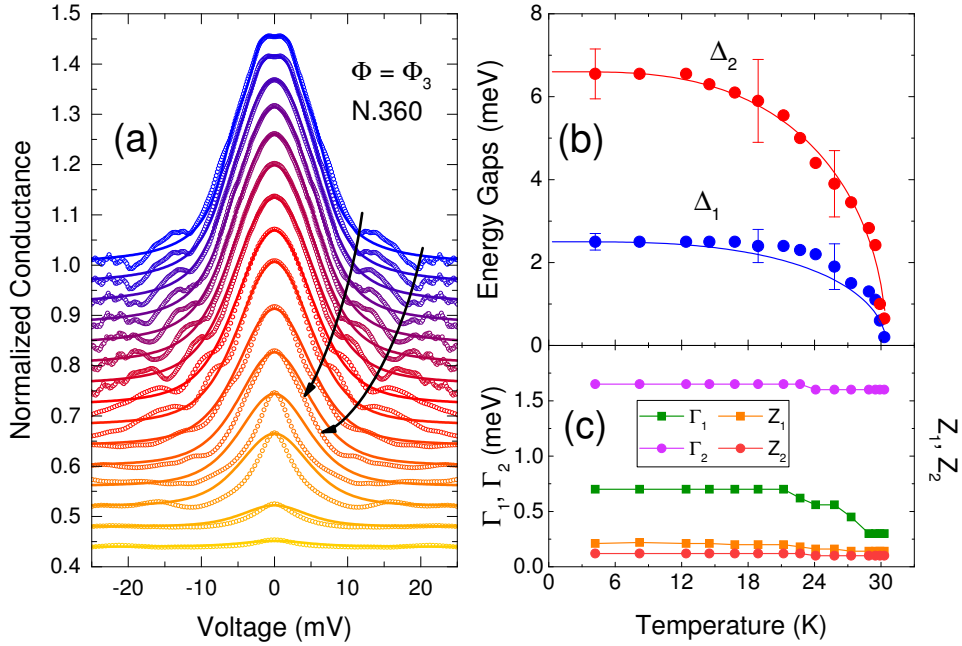 (a)
Φ = Φ₃
N.360
Normalized Conductance
1.5
1.4
1.3
1.2
1.1
1.0
0.9
0.8
0.7
0.6
0.5
0.4
-20 -10 0 10 20
Voltage (mV)
(b)
Δ₂
Δ₁
Energy Gaps (meV)
8
6
4
2
0
(c)
Γ₁ Z₁
Γ₂ Z₂
Γ₁, Γ₂ (meV)
1.5
1.0
0.5
0.0
Z₁, Z₂
0 6 12 18 24 30
Temperature (K)